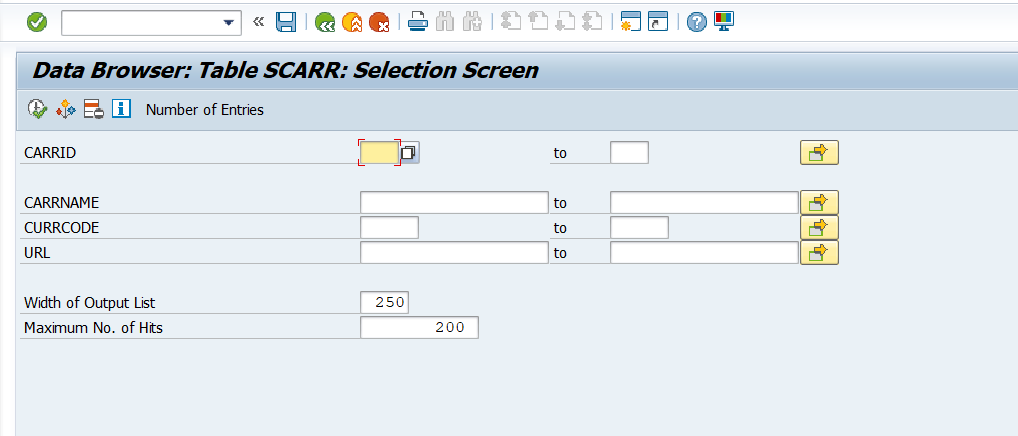 Data Browser: Table SCARR: Selection Screen
Number of Entries
CARRID to
CARRNAME to
CURRCODE to
URL to
Width of Output List 250
Maximum No. of Hits 200